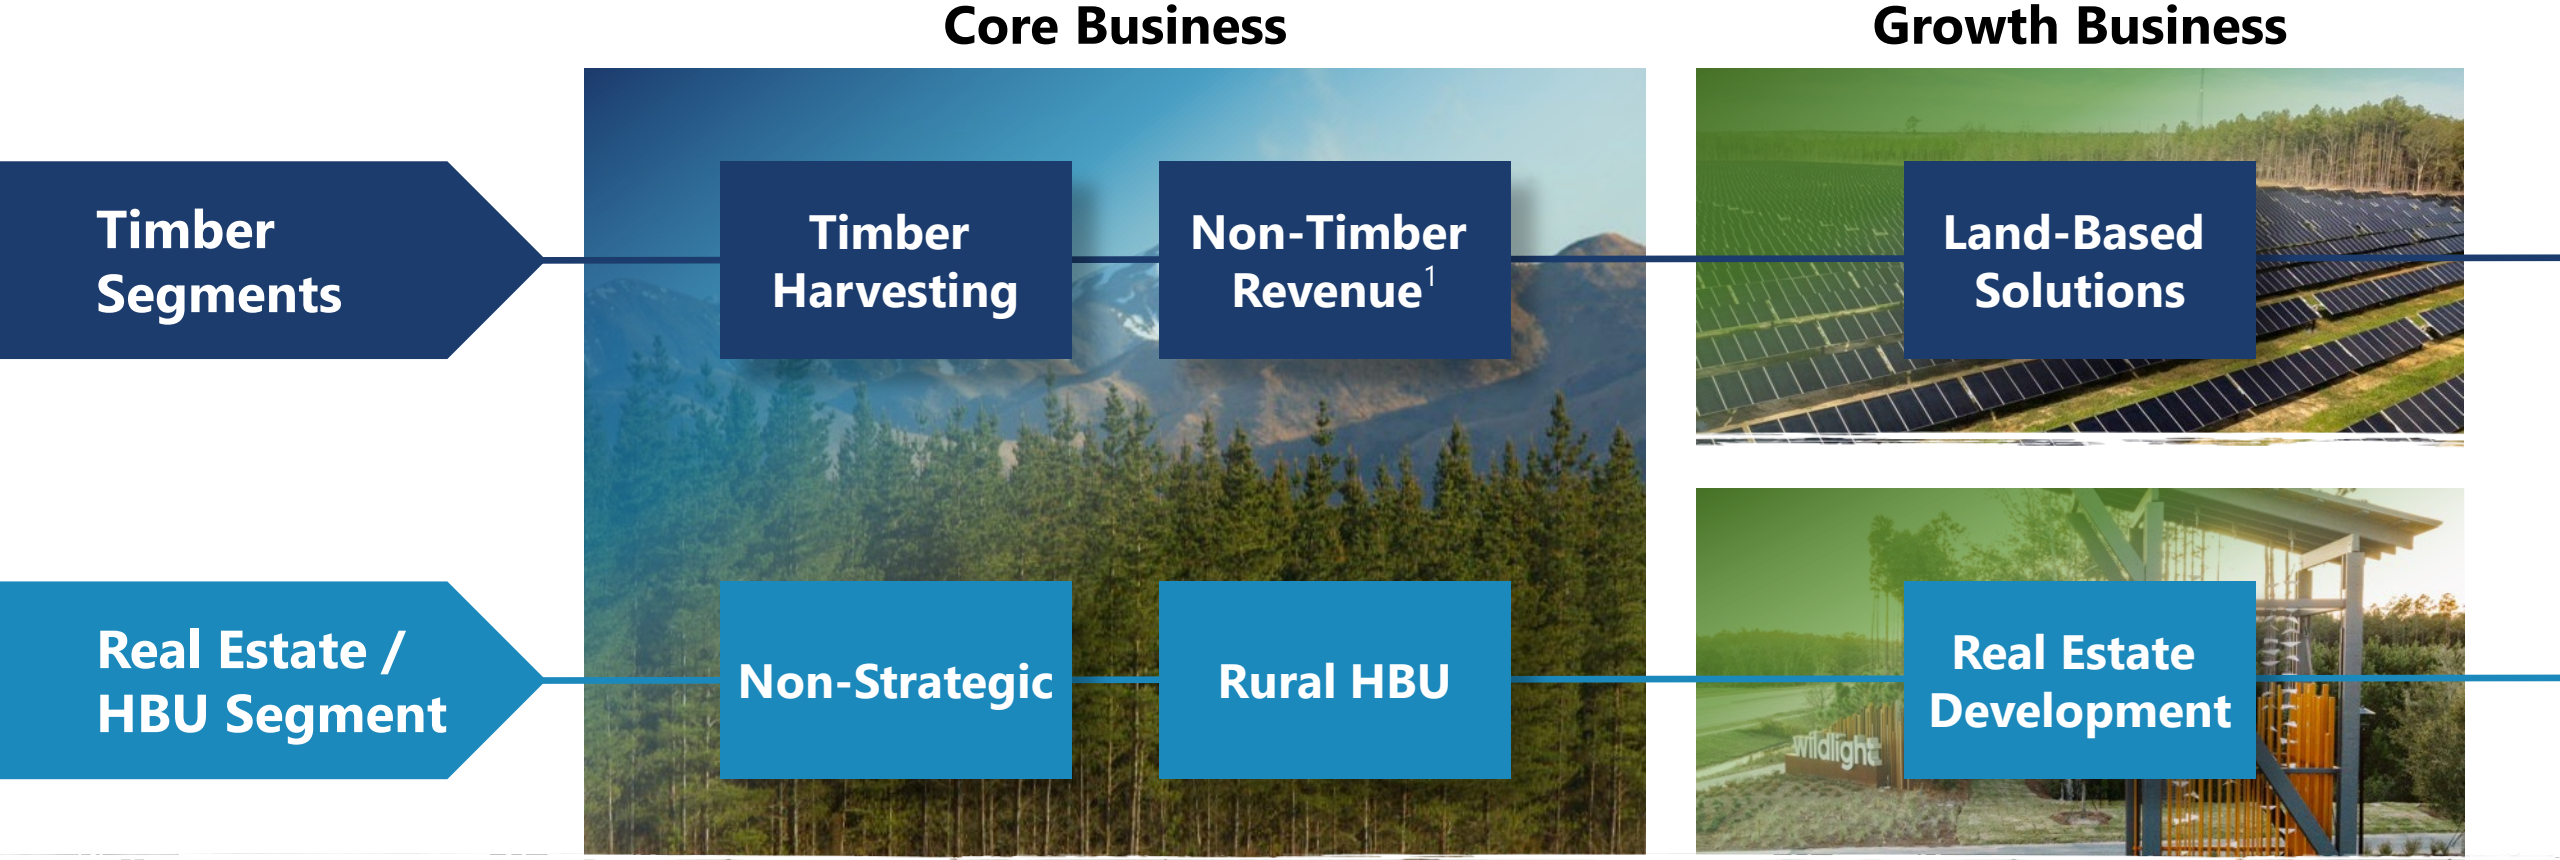 Core Business
Growth Business
Timber
Segments
Timber
Harvesting
Non-Timber
Revenue¹
Land-Based
Solutions
Real Estate /
HBU Segment
Non-Strategic
Rural HBU
Real Estate
Development
wildlight